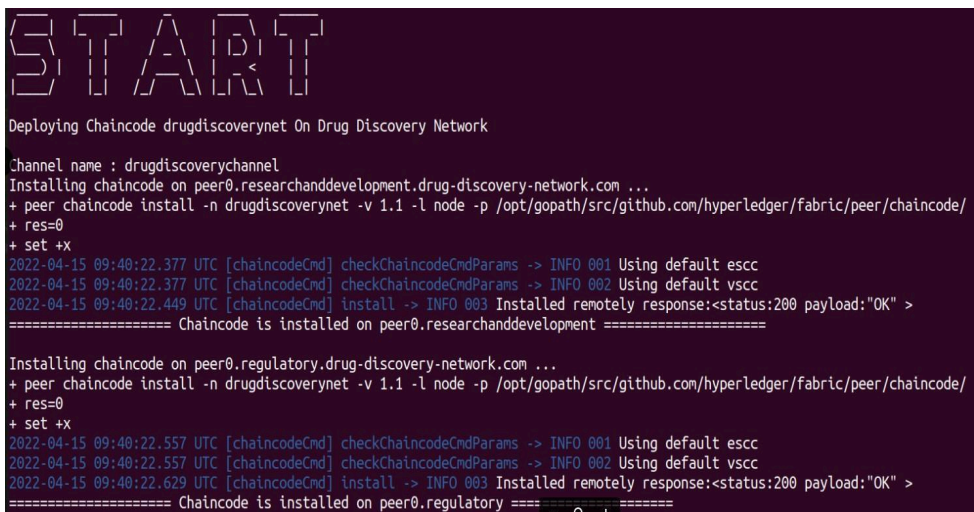 START
Deploying Chaincode drugdiscoverynet On Drug Discovery Network
Channel name : drugdiscoverychannel
Installing chaincode on peer0.researchanddevelopment.drug-discovery-network.com ...
+ peer chaincode install -n drugdiscoverynet -v 1.1 -l node -p /opt/gopath/src/github.com/hyperledger/fabric/peer/chaincode/
+ res=0
+ set +x
2022-04-15 09:40:22.377 UTC [chaincodeCmd] checkChaincodeCmdParams -> INFO 001 Using default escc
2022-04-15 09:40:22.377 UTC [chaincodeCmd] checkChaincodeCmdParams -> INFO 002 Using default vscc
2022-04-15 09:40:22.449 UTC [chaincodeCmd] install -> INFO 003 Installed remotely response:<status:200 payload:"OK" >
===================== Chaincode is installed on peer0.researchanddevelopment =====================
Installing chaincode on peer0.regulatory.drug-discovery-network.com ...
+ peer chaincode install -n drugdiscoverynet -v 1.1 -l node -p /opt/gopath/src/github.com/hyperledger/fabric/peer/chaincode/
+ res=0
+ set +x
2022-04-15 09:40:22.557 UTC [chaincodeCmd] checkChaincodeCmdParams -> INFO 001 Using default escc
2022-04-15 09:40:22.557 UTC [chaincodeCmd] checkChaincodeCmdParams -> INFO 002 Using default vscc
2022-04-15 09:40:22.629 UTC [chaincodeCmd] install -> INFO 003 Installed remotely response:<status:200 payload:"OK" >
===================== Chaincode is installed on peer0.regulatory =====================